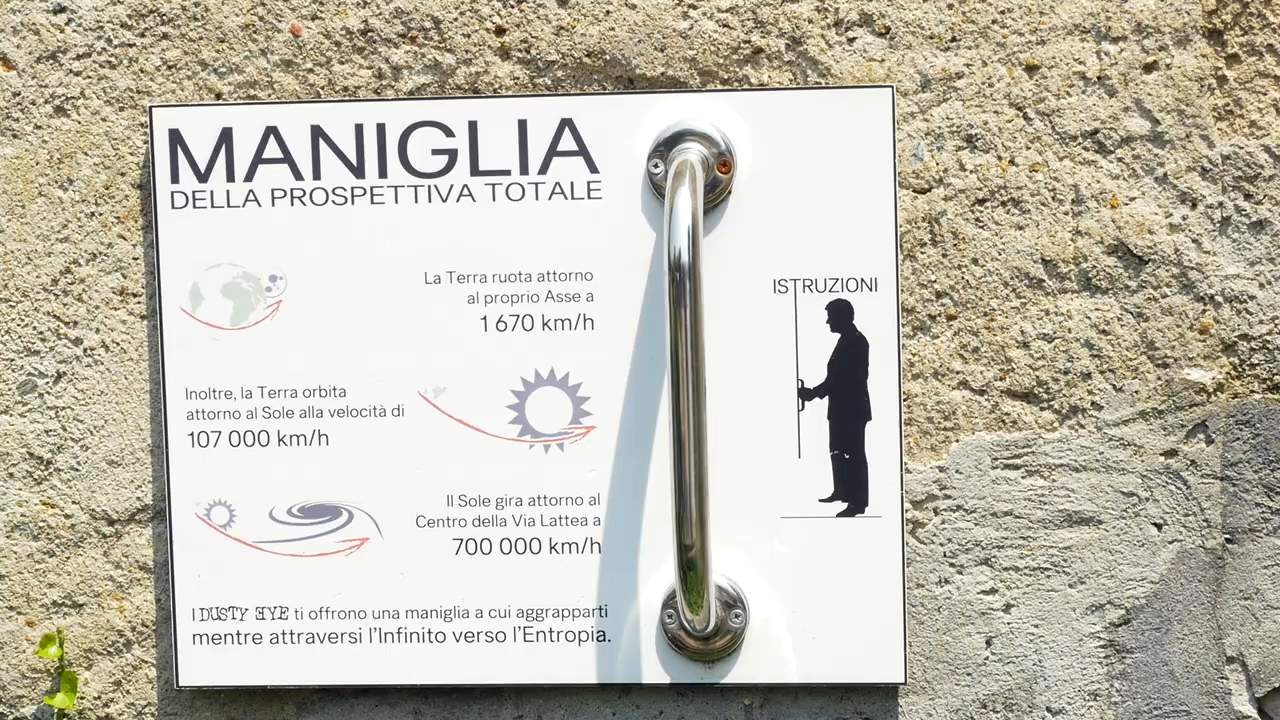 MANIGLIA
DELLA PROSPETTIVA TOTALE
La Terra ruota attorno
al proprio Asse a
1 670 km/h
ISTRUZIONI
Inoltre, la Terra orbita
attorno al Sole alla velocità di
107 000 km/h
Il Sole gira attorno al
Centro della Via Lattea a
700 000 km/h
I DUSTY EYE ti offrono una maniglia a cui aggrapparti
mentre attraversi l'Infinito verso l'Entropia.